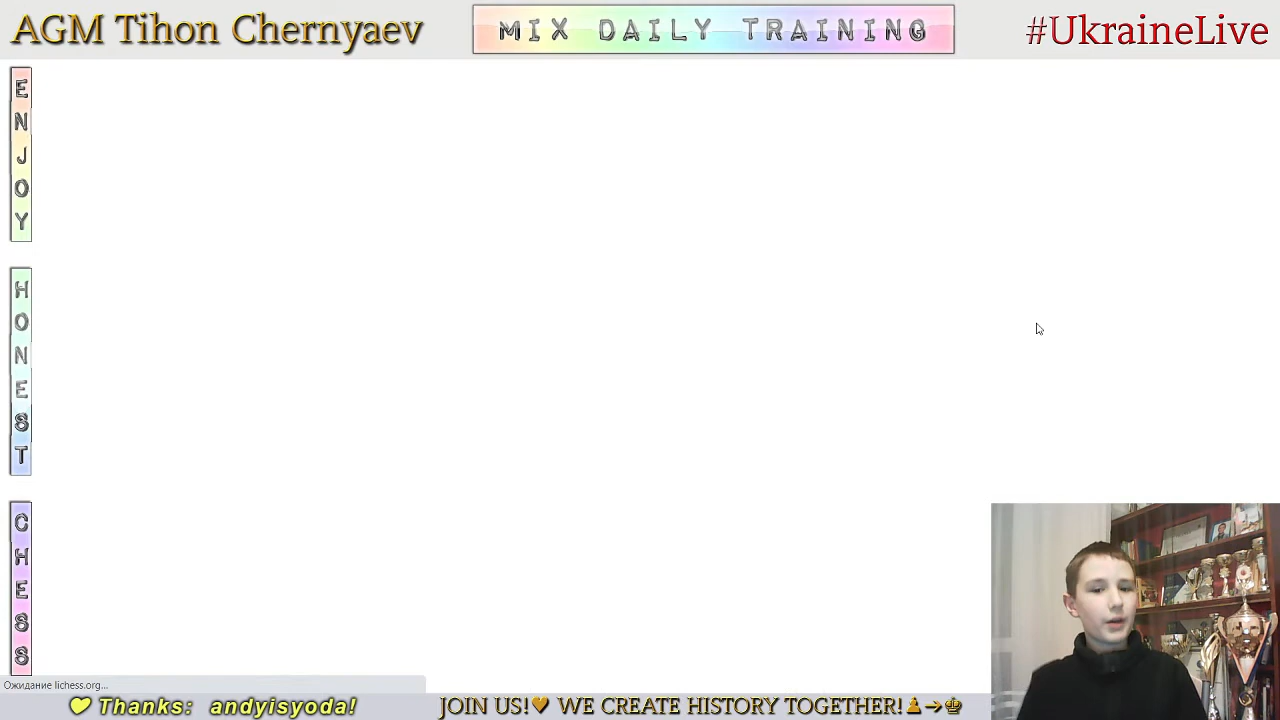 AGM Tihon Chernyaev
MIX DAILY TRAINING
#UkraineLive
ENJOY
HONEST
CHESS
Ожидание lichess.org...
Thanks: andyisyoda!
JOIN US!🧡 WE CREATE HISTORY TOGETHER!♟→♚